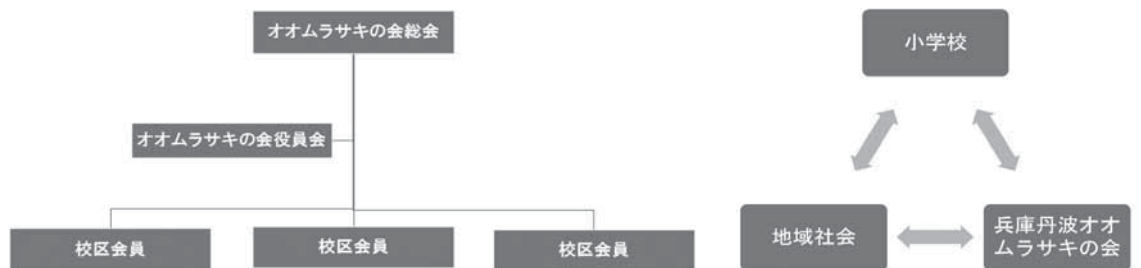 オオムラサキの会総会
オオムラサキの会役員会
校区会員
校区会員
校区会員
小学校
地域社会
兵庫丹波オオ
ムラサキの会